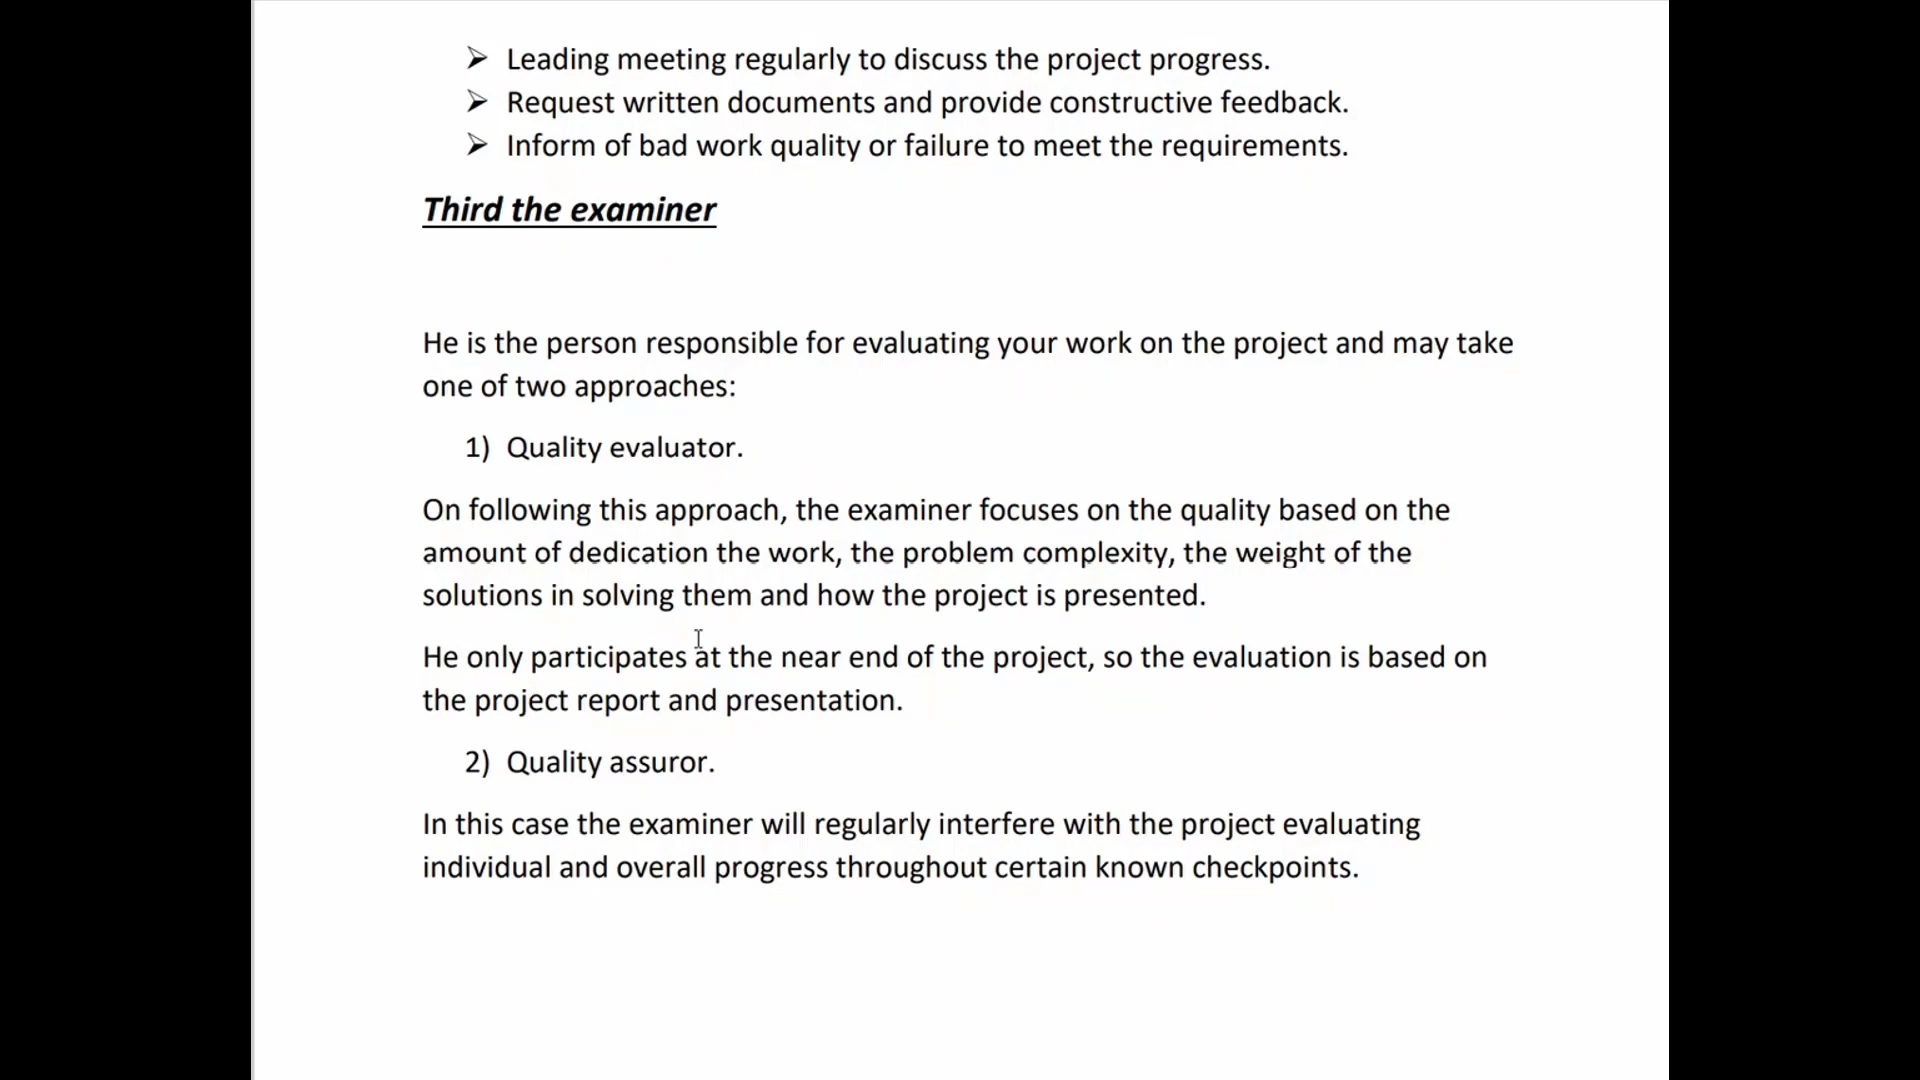 ➢ Leading meeting regularly to discuss the project progress.
➢ Request written documents and provide constructive feedback.
➢ Inform of bad work quality or failure to meet the requirements.
Third the examiner
He is the person responsible for evaluating your work on the project and may take
one of two approaches:
1) Quality evaluator.
On following this approach, the examiner focuses on the quality based on the
amount of dedication the work, the problem complexity, the weight of the
solutions in solving them and how the project is presented.
He only participates at the near end of the project, so the evaluation is based on
the project report and presentation.
2) Quality assuror.
In this case the examiner will regularly interfere with the project evaluating
individual and overall progress throughout certain known checkpoints.